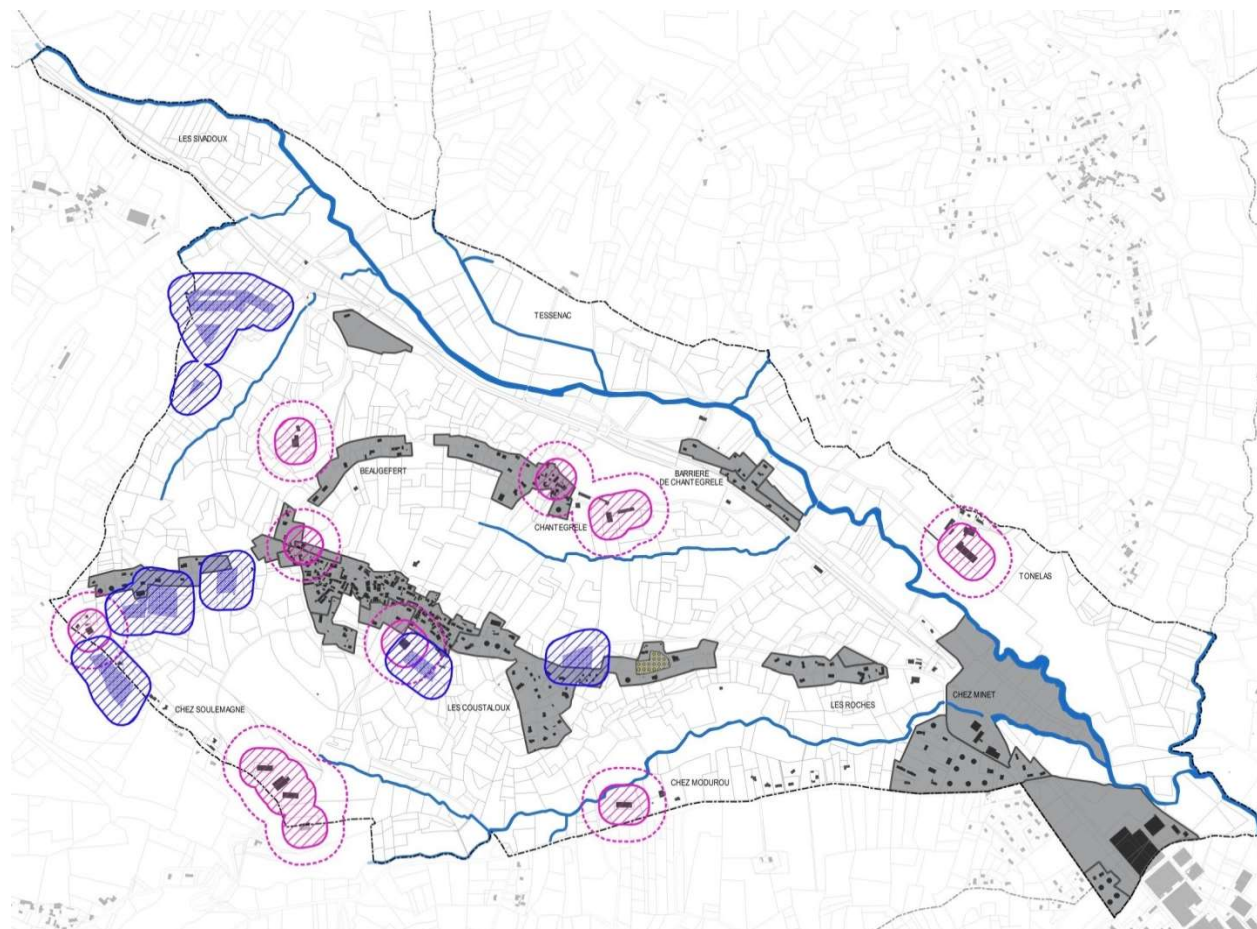 LES SIVADOUX
TESSENAC
BEAUGEFERT
BARRIERE
DE CHANTEGRELE
CHANTEGRELE
TONELAS
CHEZ MINET
CHEZ SOULEMAGNE
LES COUSTALOUX
LES ROCHES
CHEZ MODUROU